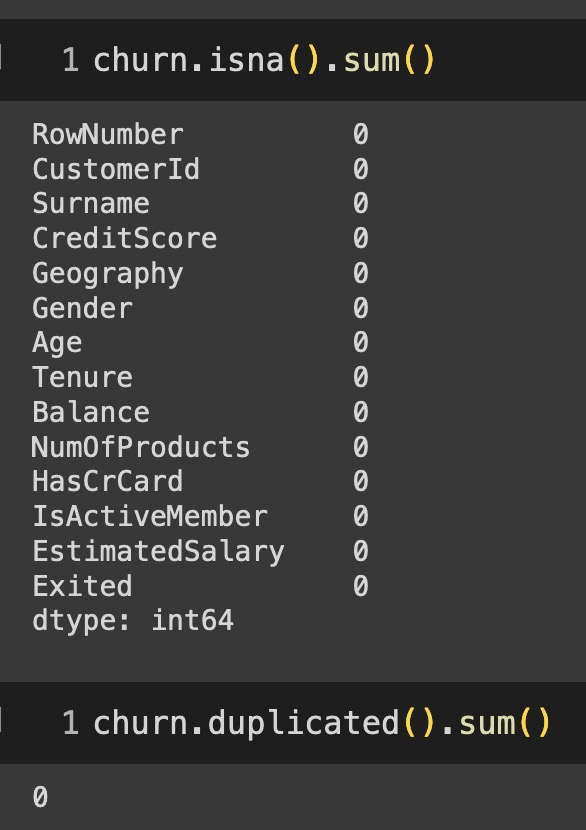 1 churn.isna().sum()
RowNumber 0
CustomerId 0
Surname 0
CreditScore 0
Geography 0
Gender 0
Age 0
Tenure 0
Balance 0
NumOfProducts 0
HasCrCard 0
IsActiveMember 0
EstimatedSalary 0
Exited 0
dtype: int64
1 churn.duplicated().sum()
0